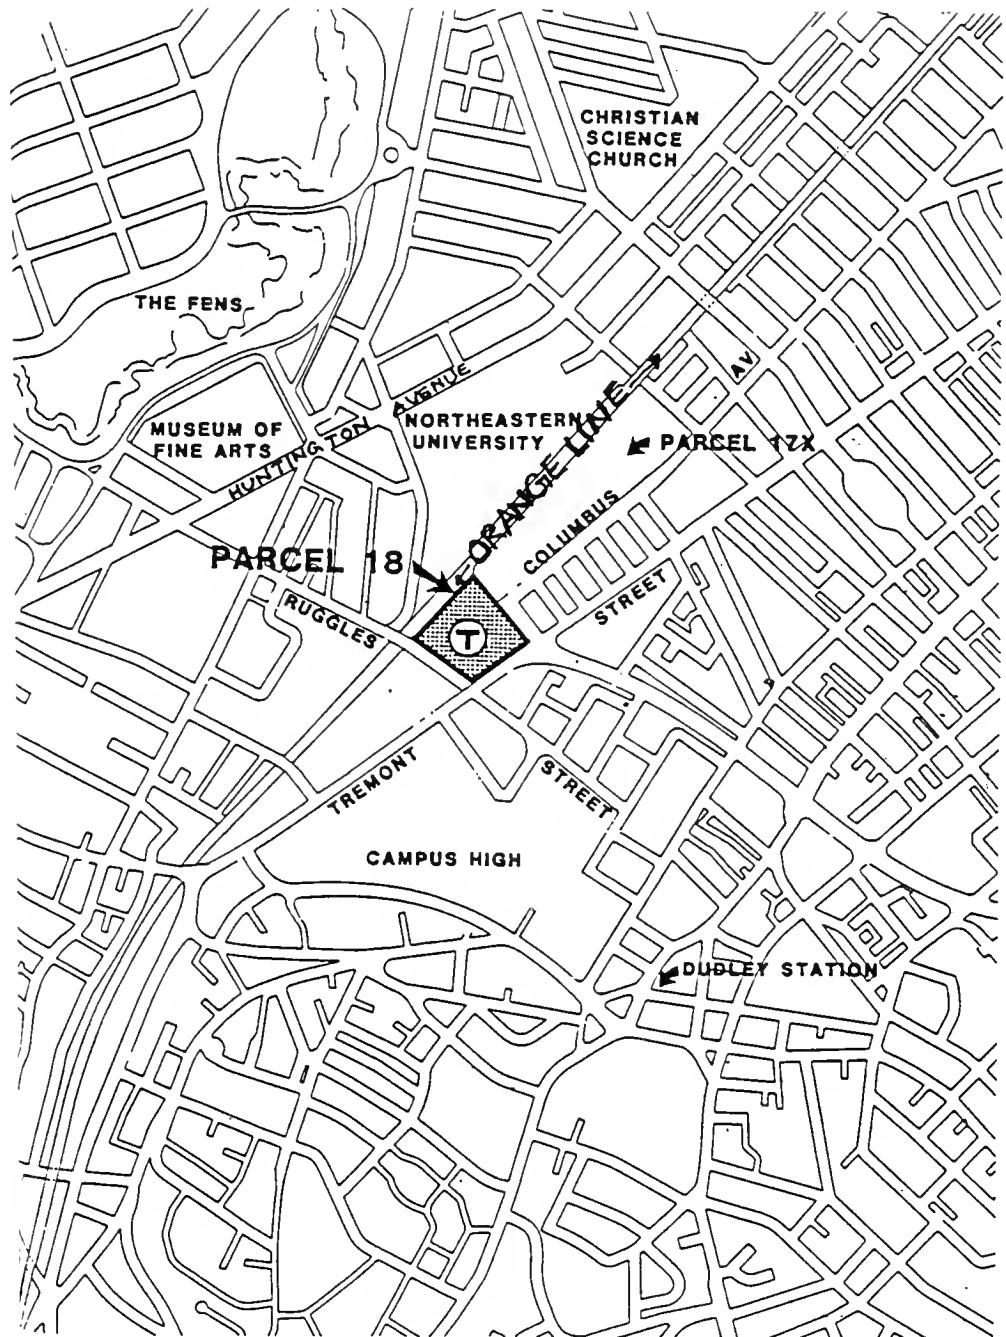 CHRISTIAN
SCIENCE
CHURCH
THE FENS
AV
HUNTINGTON AVENUE
MUSEUM OF
FINE ARTS
NORTHEASTERN
UNIVERSITY
ORANGE LINE
PARCEL 17X
COLUMBUS
PARCEL 18
RUGGLES
STREET
T
TREMONT
STREET
CAMPUS HIGH
DUDLEY STATION